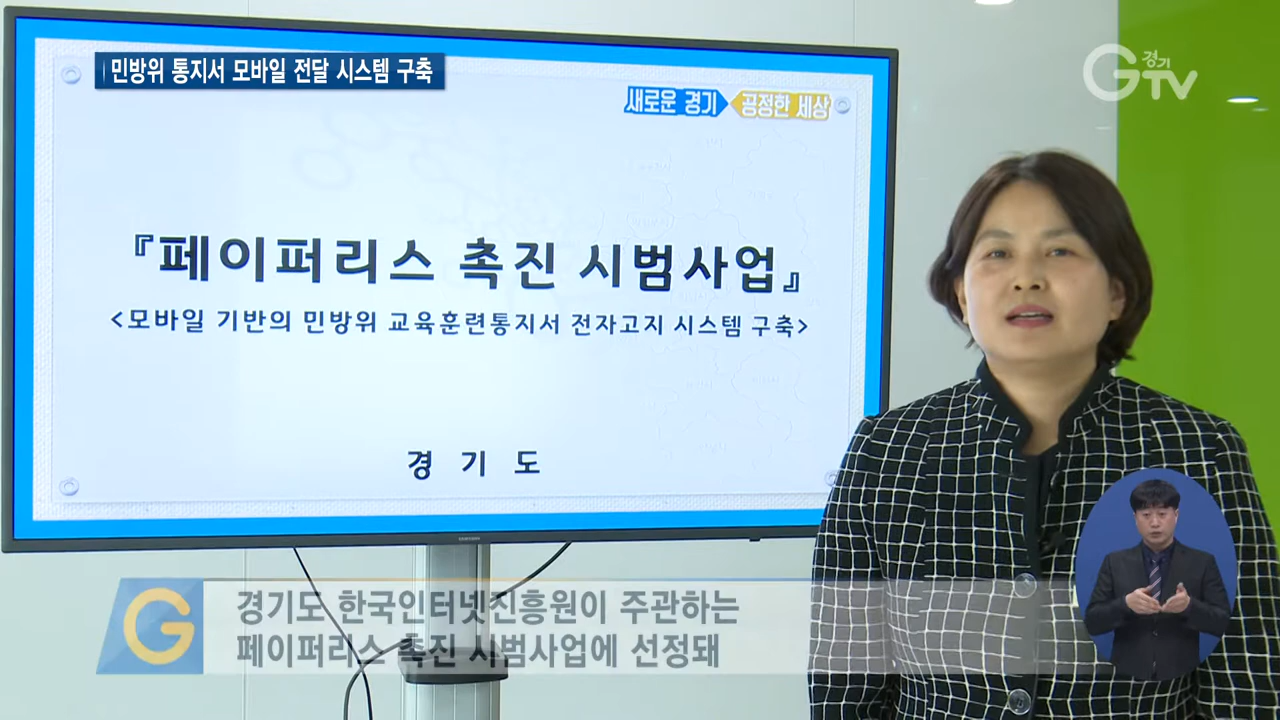 민방위 통지서 모바일 전달 시스템 구축
경기
GTV
새로운 경기 공정한 세상
『페이퍼리스 촉진 시범사업』
<모바일 기반의 민방위 교육훈련통지서 전자고지 시스템 구축>
경 기 도
SAMSUNG
G
경기도 한국인터넷진흥원이 주관하는
페이퍼리스 촉진 시범사업에 선정돼